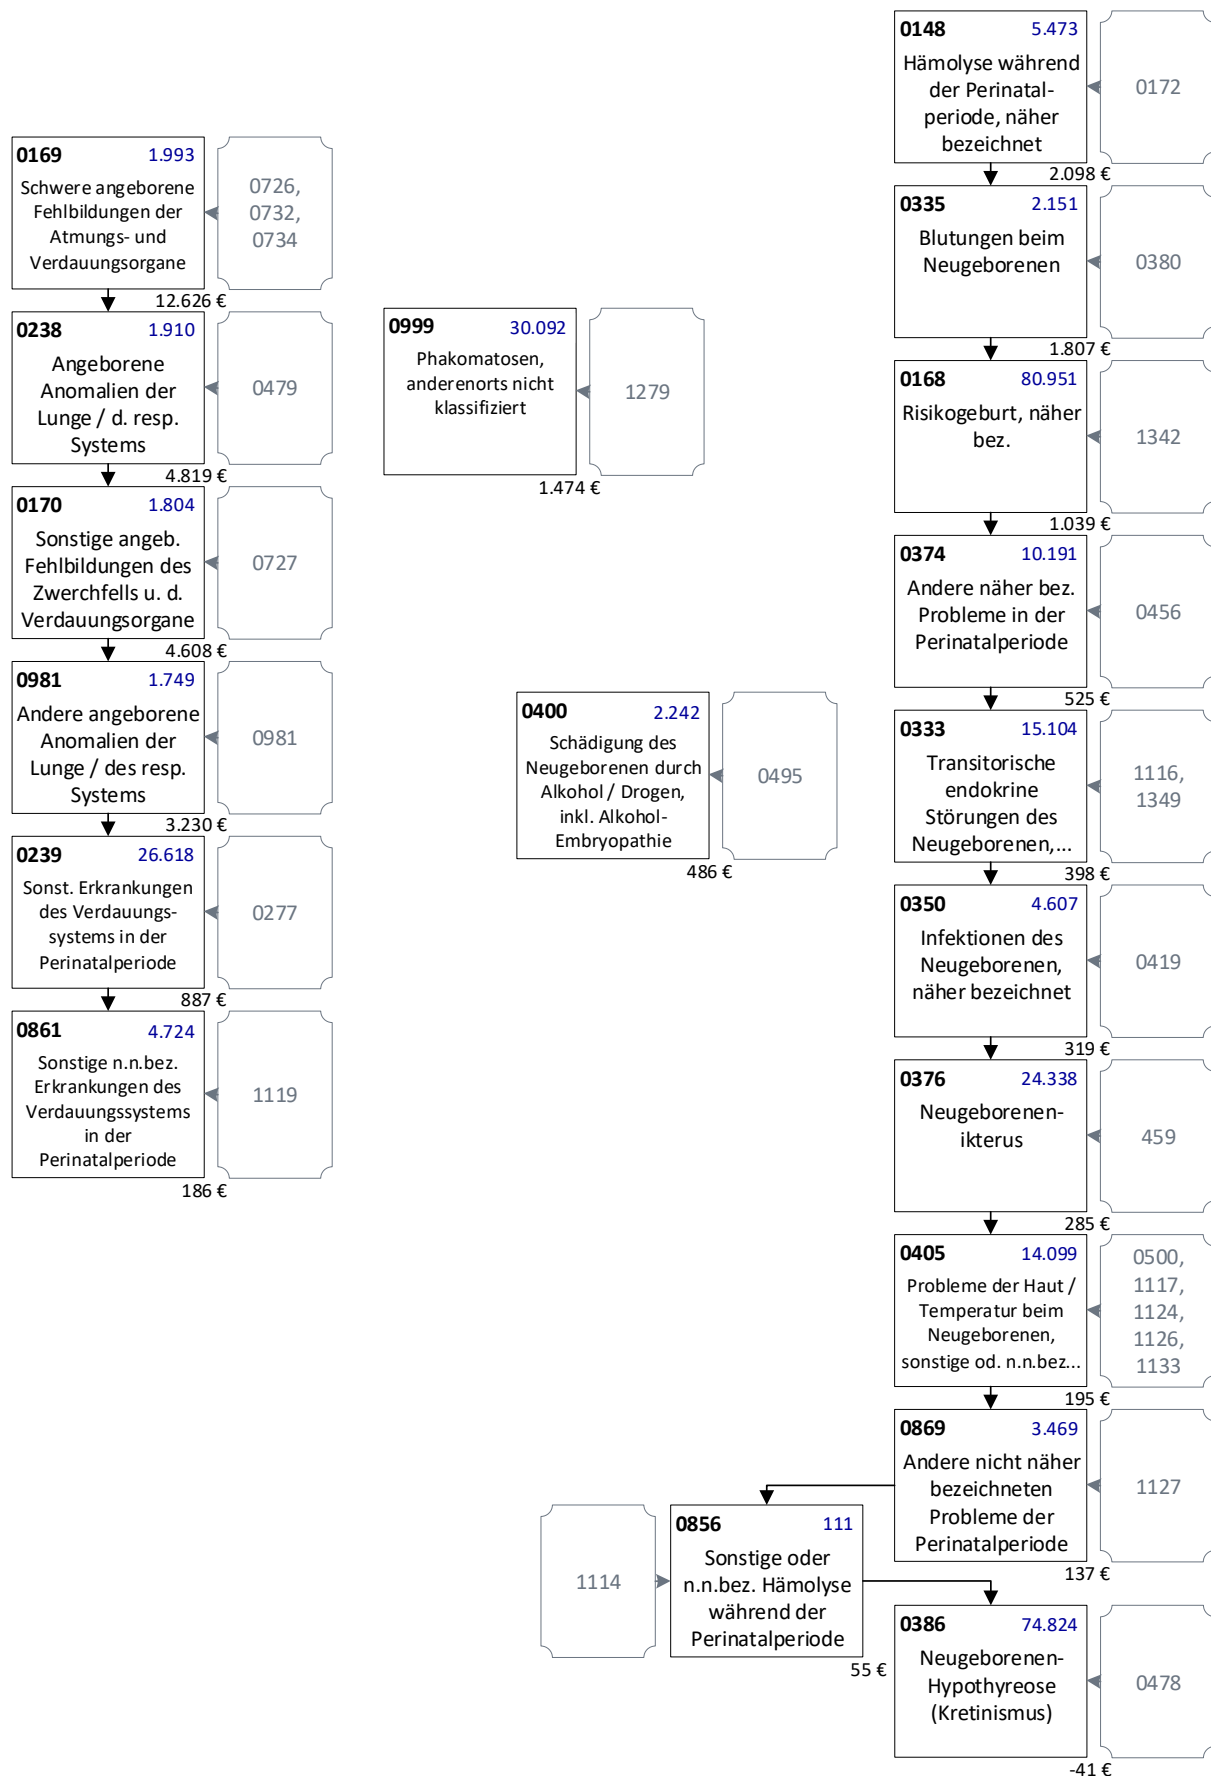 0169 1.993
Schwere angeborene
Fehlbildungen der
Atmungs- und
Verdauungsorgane
0726,
0732,
0734
12.626 €
0238 1.910
Angeborene
Anomalien der
Lunge / d. resp.
Systems
0479
4.819 €
0170 1.804
Sonstige angeb.
Fehlbildungen des
Zwerchfells u. d.
Verdauungsorgane
0727
4.608 €
0981 1.749
Andere angeborene
Anomalien der
Lunge / des resp.
Systems
0981
3.230 €
0239 26.618
Sonst. Erkrankungen
des Verdauungs-
systems in der
Perinatalperiode
0277
887 €
0861 4.724
Sonstige n.n.bez.
Erkrankungen des
Verdauungssystems
in der
Perinatalperiode
1119
186 €
0999 30.092
Phakomatosen,
anderenorts nicht
klassifiziert
1279
1.474 €
0400 2.242
Schädigung des
Neugeborenen durch
Alkohol / Drogen,
inkl. Alkohol-
Embryopathie
0495
486 €
0148 5.473
Hämolyse während
der Perinatal-
periode, näher
bezeichnet
0172
2.098 €
0335 2.151
Blutungen beim
Neugeborenen
0380
1.807 €
0168 80.951
Risikogeburt, näher
bez.
1342
1.039 €
0374 10.191
Andere näher bez.
Probleme in der
Perinatalperiode
0456
525 €
0333 15.104
Transitorische
endokrine
Störungen des
Neugeborenen,...
1116,
1349
398 €
0350 4.607
Infektionen des
Neugeborenen,
näher bezeichnet
0419
319 €
0376 24.338
Neugeborenen-
ikterus
459
285 €
0405 14.099
Probleme der Haut /
Temperatur beim
Neugeborenen,
sonstige od. n.n.bez...
0500,
1117,
1124,
1126,
1133
195 €
0869 3.469
Andere nicht näher
bezeichneten
Probleme der
Perinatalperiode
1127
137 €
1114
0856 111
Sonstige oder
n.n.bez. Hämolyse
während der
Perinatalperiode
55 €
0386 74.824
Neugeborenen-
Hypothyreose
(Kretinismus)
0478
-41 €